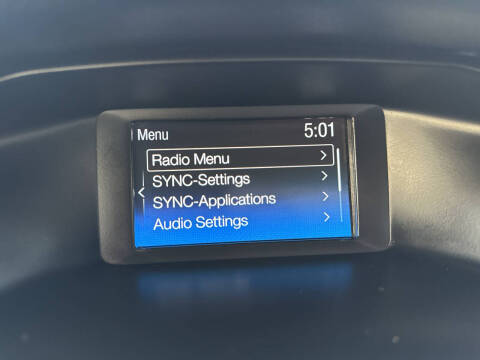 Menu 5:01
Radio Menu
SYNC-Settings
SYNC-Applications
Audio Settings